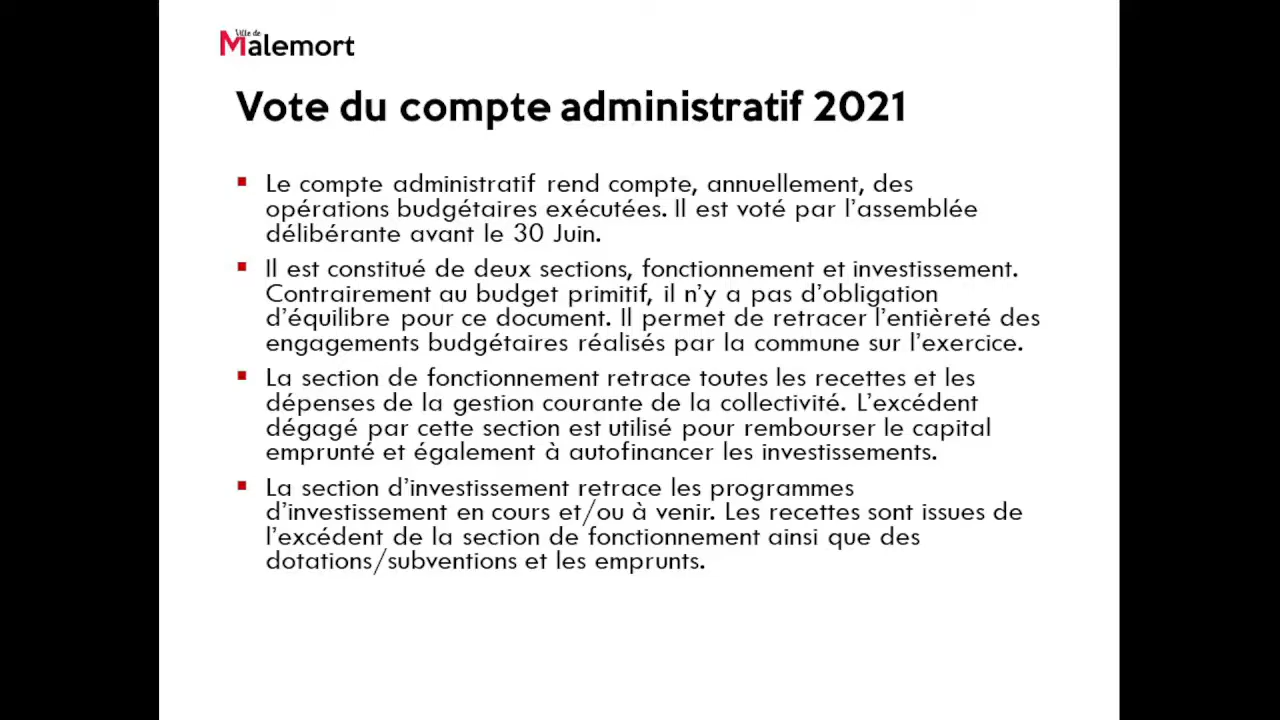 Ville de
Malemort
Vote du compte administratif 2021
▪ Le compte administratif rend compte, annuellement, des
opérations budgétaires exécutées. Il est voté par l'assemblée
délibérante avant le 30 Juin.
▪ Il est constitué de deux sections, fonctionnement et investissement.
Contrairement au budget primitif, il n'y a pas d'obligation
d'équilibre pour ce document. Il permet de retracer l'entièreté des
engagements budgétaires réalisés par la commune sur l'exercice.
▪ La section de fonctionnement retrace toutes les recettes et les
dépenses de la gestion courante de la collectivité. L'excédent
dégagé par cette section est utilisé pour rembourser le capital
emprunté et également à autofinancer les investissements.
▪ La section d'investissement retrace les programmes
d'investissement en cours et/ou à venir. Les recettes sont issues de
l'excédent de la section de fonctionnement ainsi que des
dotations/subventions et les emprunts.